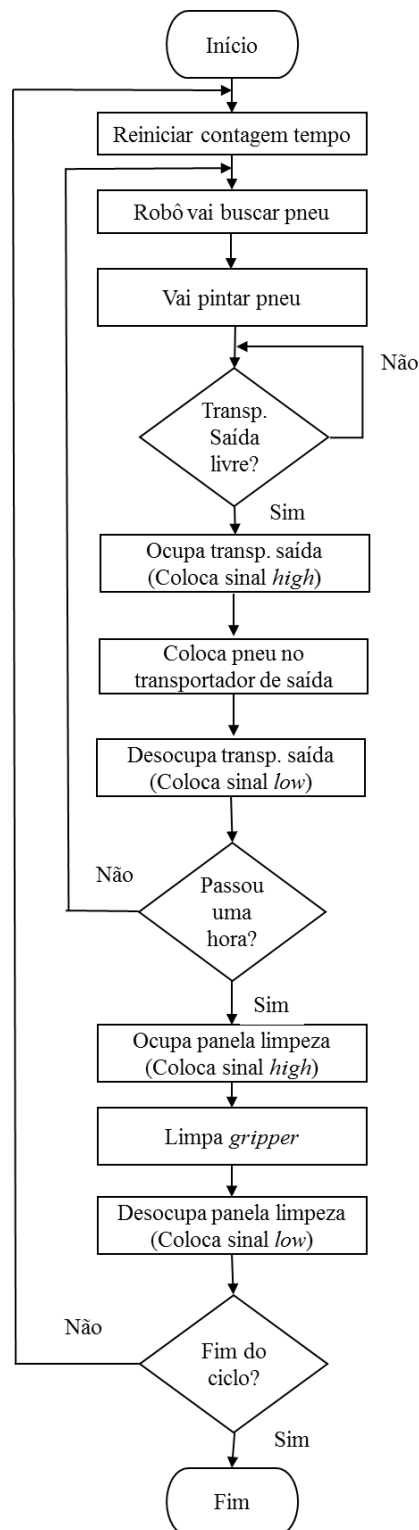 Início
Reiniciar contagem tempo
Robô vai buscar pneu
Vai pintar pneu
Não
Transp.
Saída
livre?
Sim
Ocupa transp. saída
(Coloca sinal high)
Coloca pneu no
transportador de saída
Desocupa transp. saída
(Coloca sinal low)
Não
Passou
uma
hora?
Sim
Ocupa panela limpeza
(Coloca sinal high)
Limpa gripper
Desocupa panela limpeza
(Coloca sinal low)
Não
Fim do
ciclo?
Sim
Fim